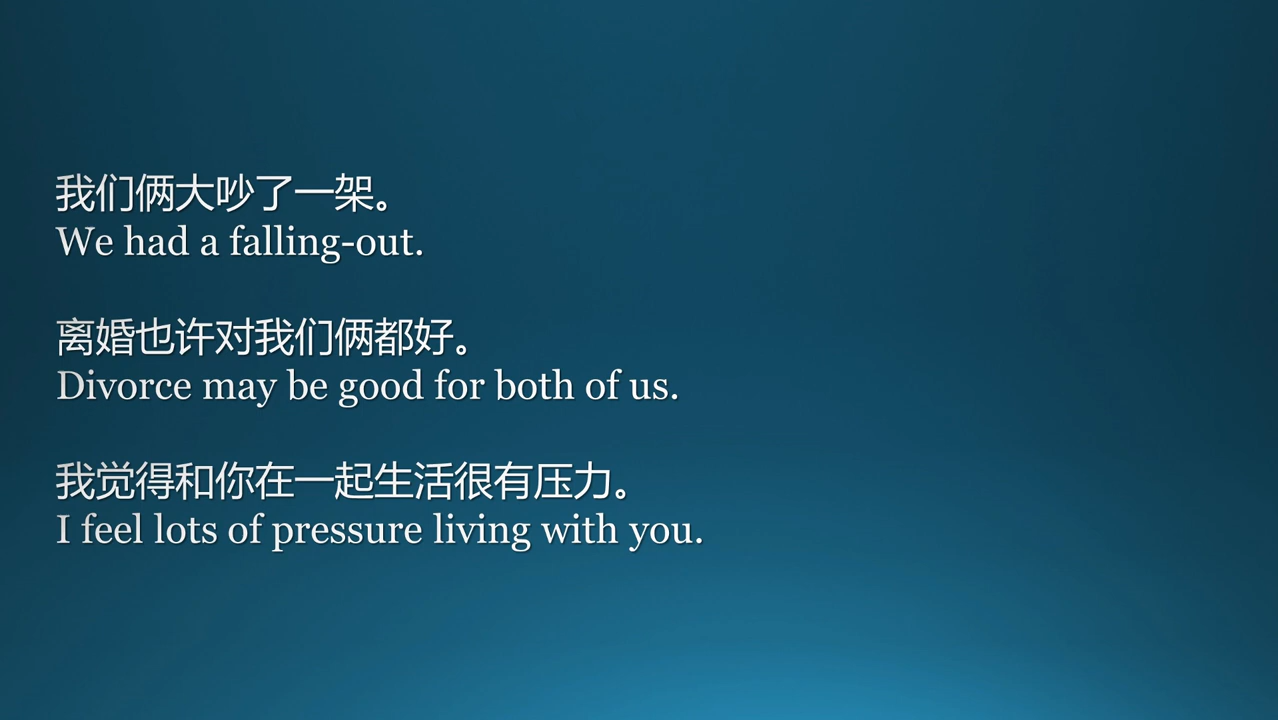 我们俩大吵了一架。
We had a falling-out.
离婚也许对我们俩都好。
Divorce may be good for both of us.
我觉得和你在一起生活很有压力。
I feel lots of pressure living with you.